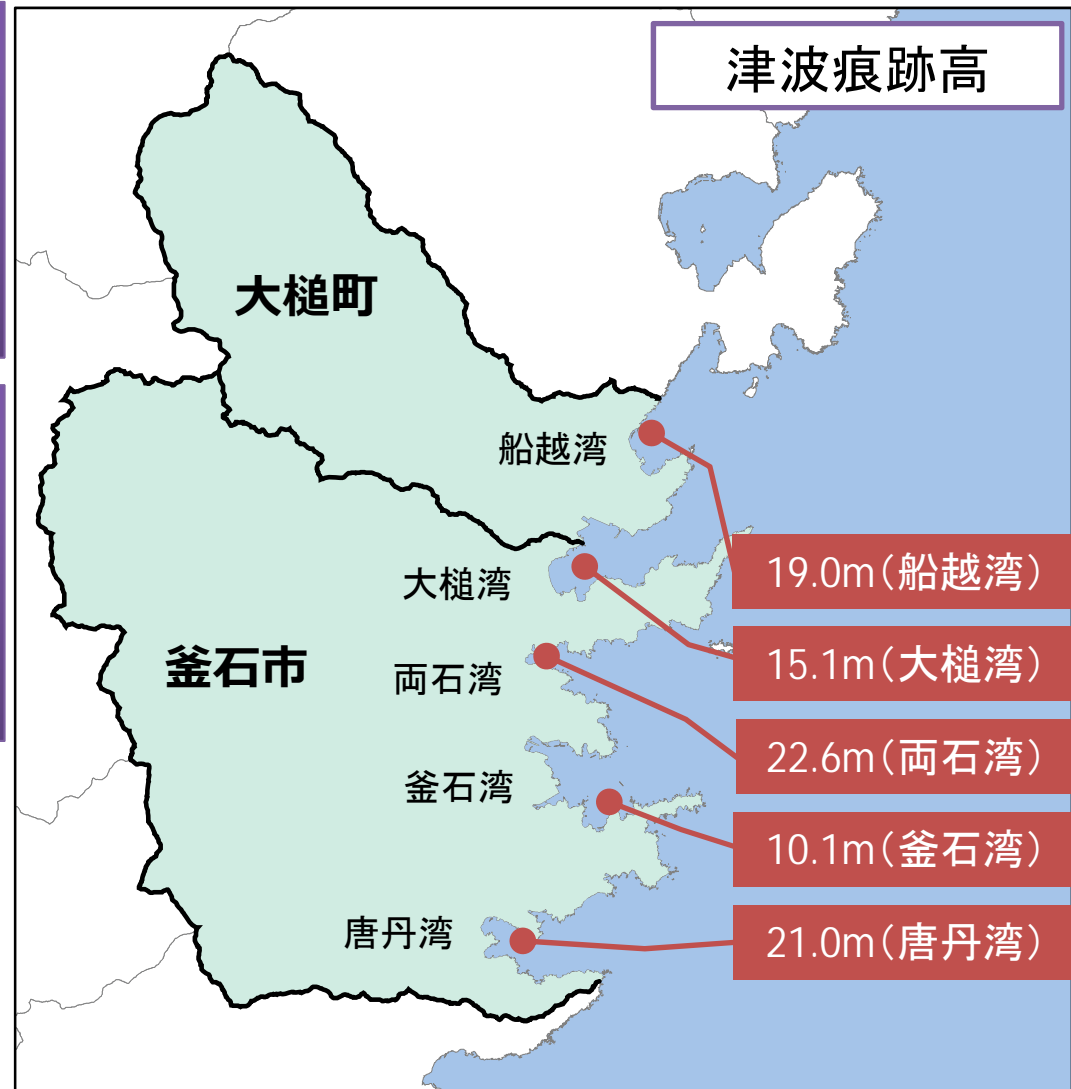 津波痕跡高
大槌町
船越湾
19.0m(船越湾)
大槌湾
15.1m(大槌湾)
釜石市
両石湾
22.6m(両石湾)
釜石湾
10.1m(釜石湾)
唐丹湾
21.0m(唐丹湾)